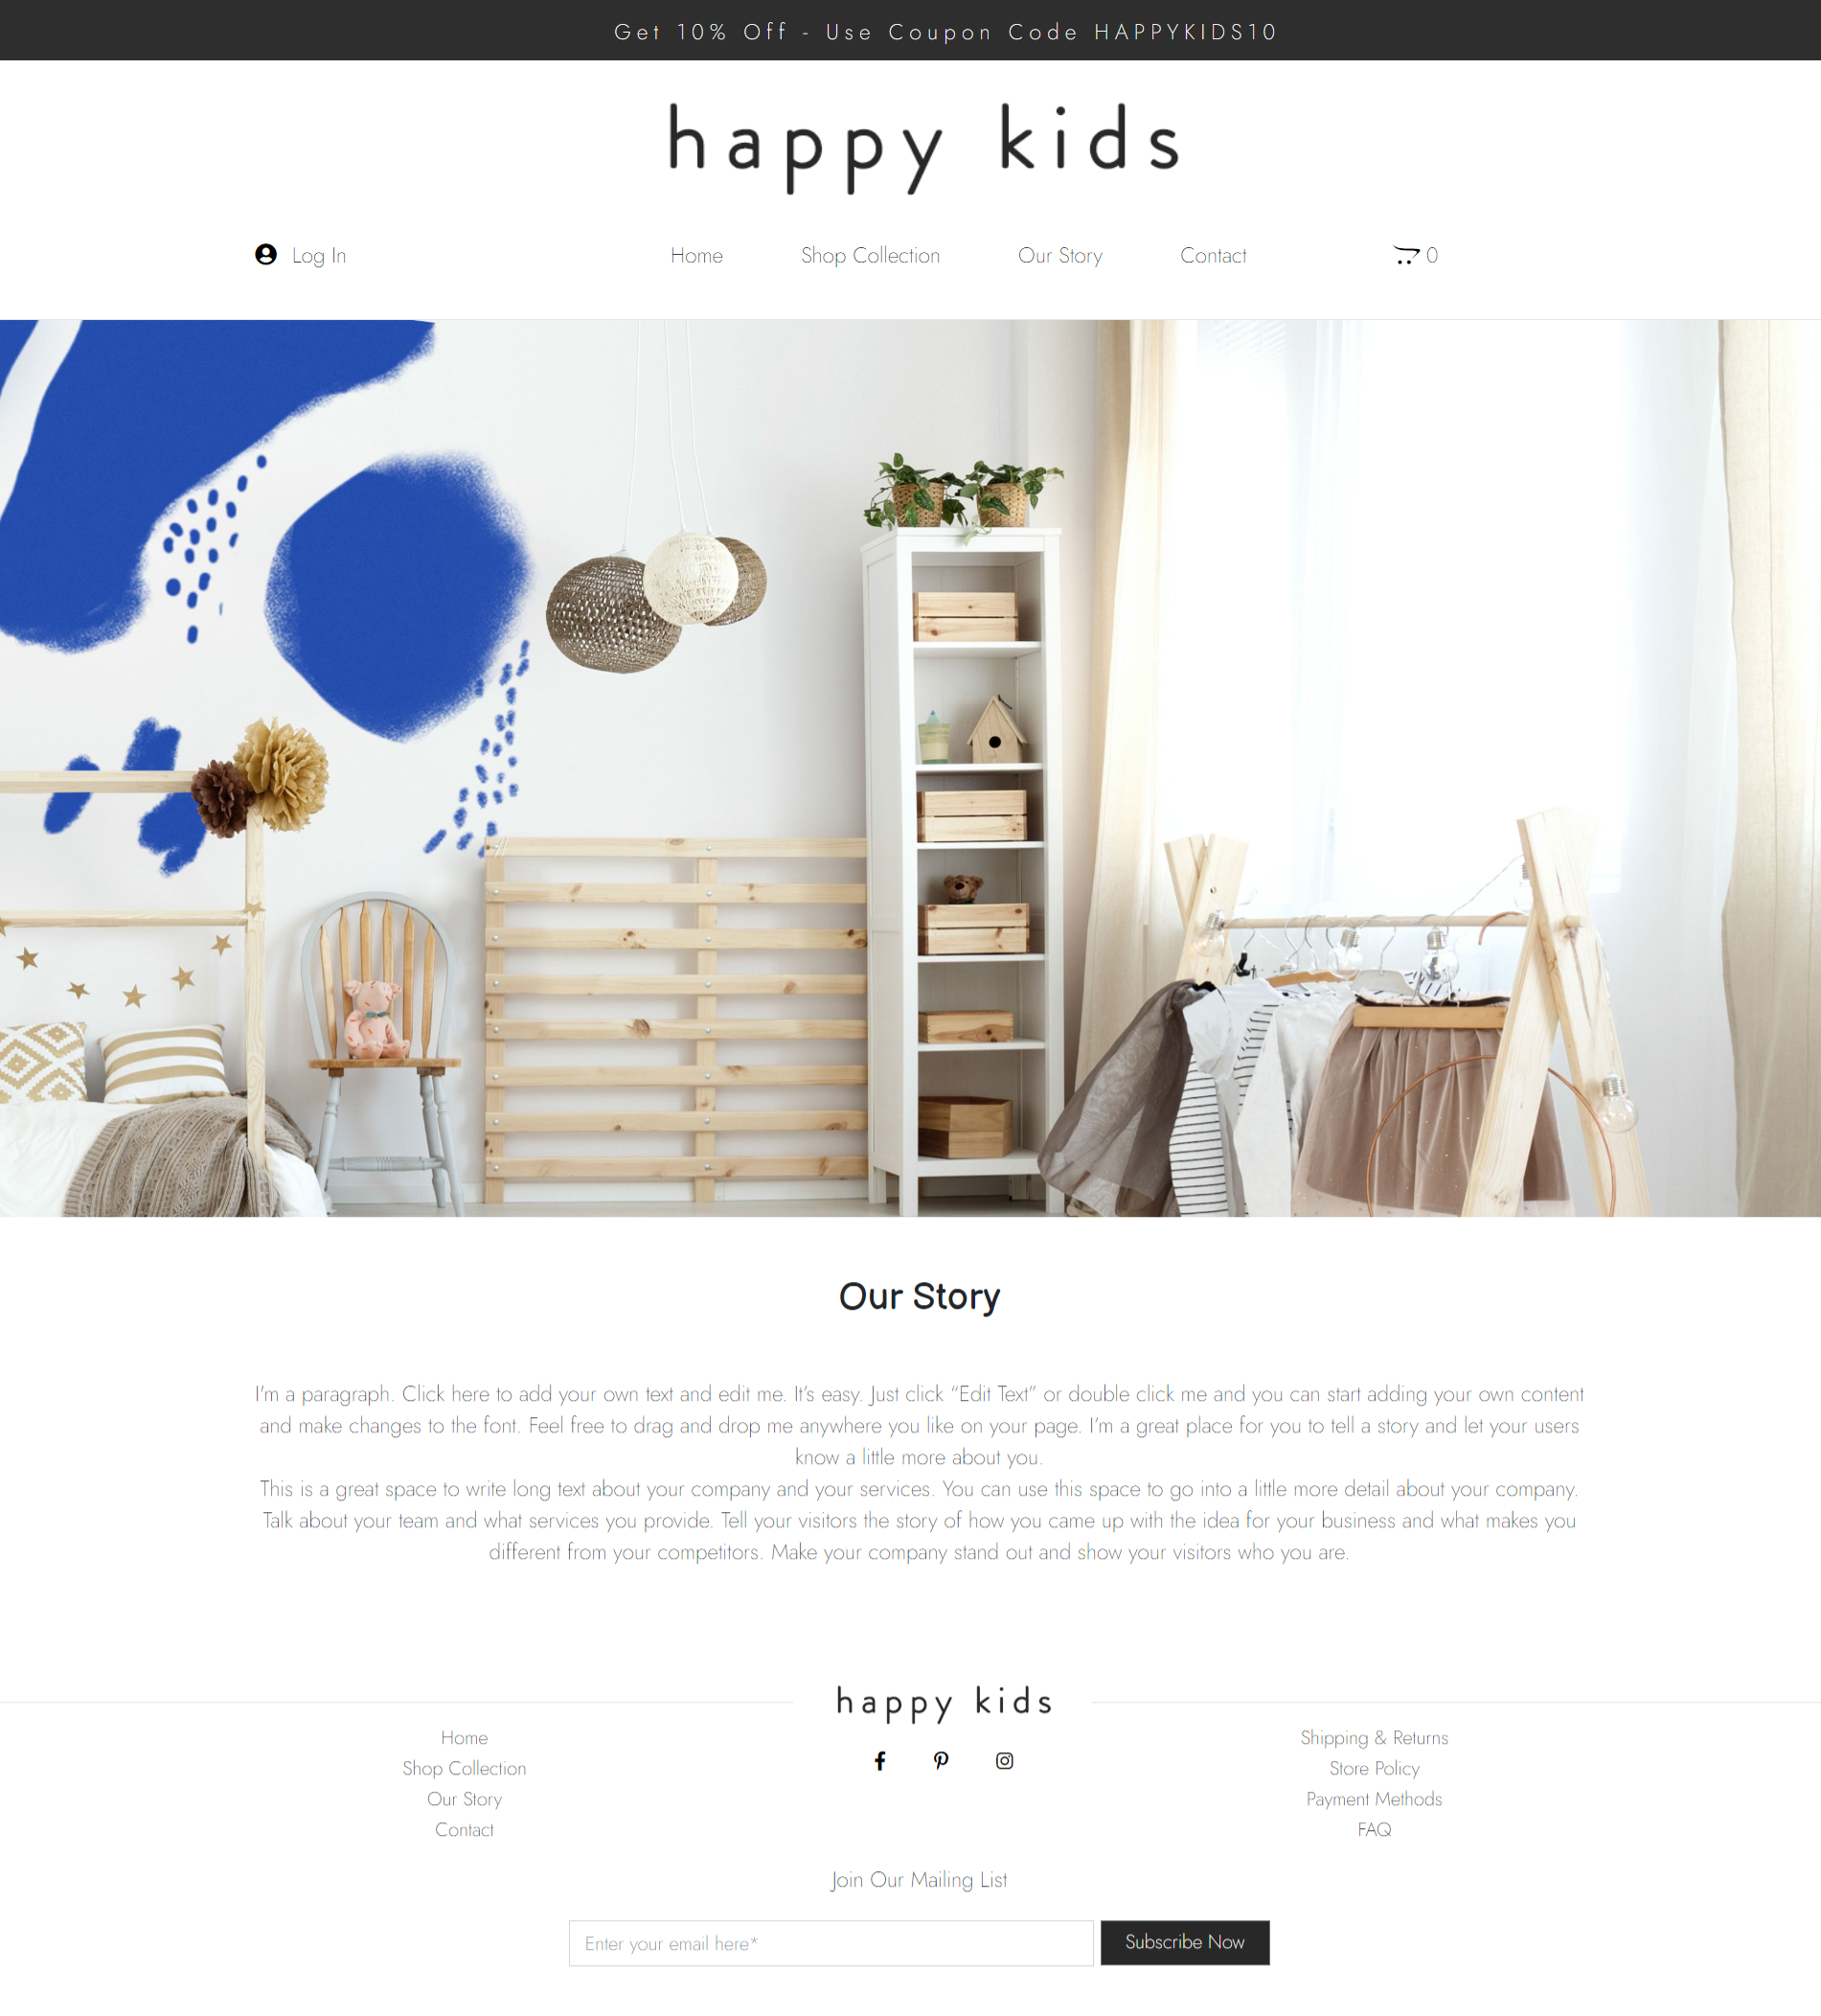 Get 10% Off - Use Coupon Code HAPPYKIDS10
happy kids
Log In
Home
Shop Collection
Our Story
Contact
0
Our Story
I'm a paragraph. Click here to add your own text and edit me. It's easy. Just click “Edit Text” or double click me and you can start adding your own content
and make changes to the font. Feel free to drag and drop me anywhere you like on your page. I'm a great place for you to tell a story and let your users
know a little more about you.
This is a great space to write long text about your company and your services. You can use this space to go into a little more detail about your company.
Talk about your team and what services you provide. Tell your visitors the story of how you came up with the idea for your business and what makes you
different from your competitors. Make your company stand out and show your visitors who you are.
happy kids
Home
Shop Collection
Our Story
Contact
Shipping & Returns
Store Policy
Payment Methods
FAQ
Join Our Mailing List
Enter your email here*
Subscribe Now